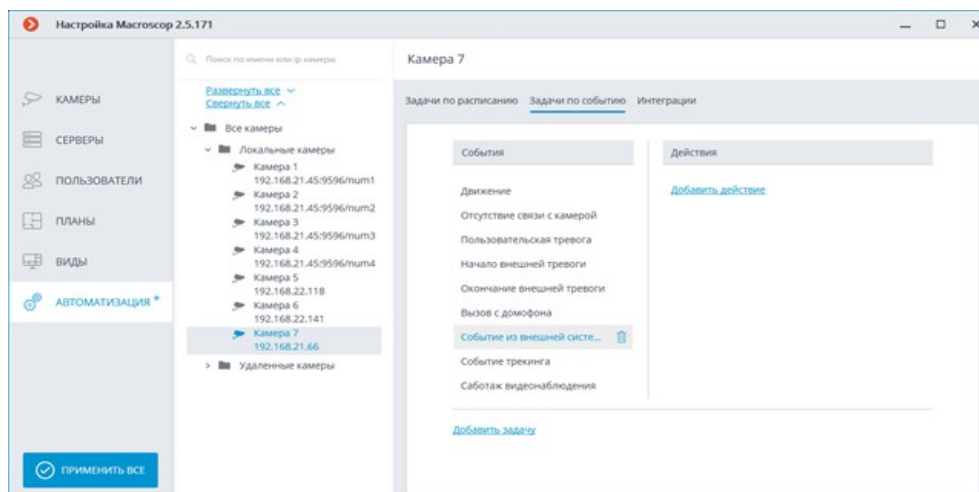 Настройка Macroscop 2.5.171
Поиск по имени или ip камеры
КАМЕРЫ
СЕРВЕРЫ
ПОЛЬЗОВАТЕЛИ
ПЛАНЫ
ВИДЫ
АВТОМАТИЗАЦИЯ *
ПРИМЕНИТЬ ВСЕ
Развернуть все
Свернуть все
Все камеры
Локальные камеры
Камера 1
192.168.21.45:9596/num1
Камера 2
192.168.21.45:9596/num2
Камера 3
192.168.21.45:9596/num3
Камера 4
192.168.21.45:9596/num4
Камера 5
192.168.22.118
Камера 6
192.168.22.141
Камера 7
192.168.21.66
Удаленные камеры
Камера 7
Задачи по расписанию Задачи по событию Интеграции
События
Движение
Отсутствие связи с камерой
Пользовательская тревога
Начало внешней тревоги
Окончание внешней тревоги
Вызов с домофона
Событие из внешней систе...
Событие трекинга
Саботаж видеонаблюдения
Добавить задачу
Действия
Добавить действие